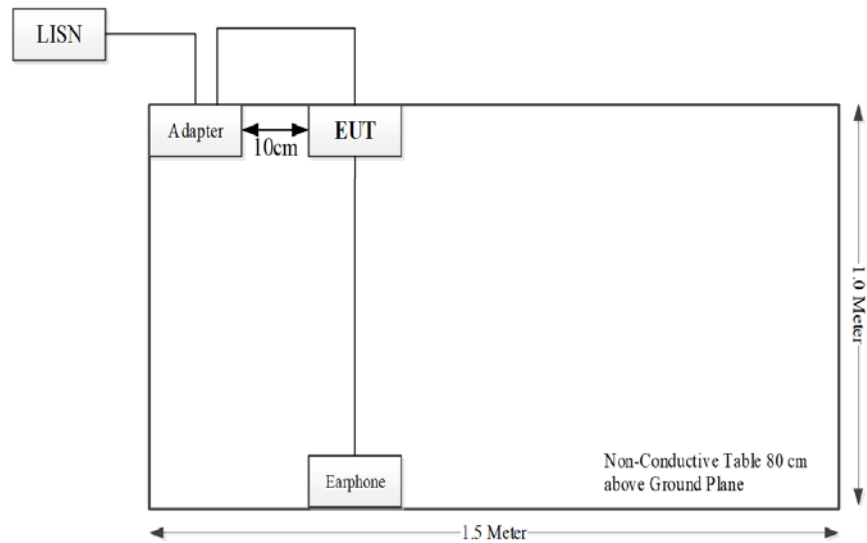 LISN
Adapter
EUT
10cm
1.0 Meter
Earphone
Non-Conductive Table 80 cm
above Ground Plane
1.5 Meter